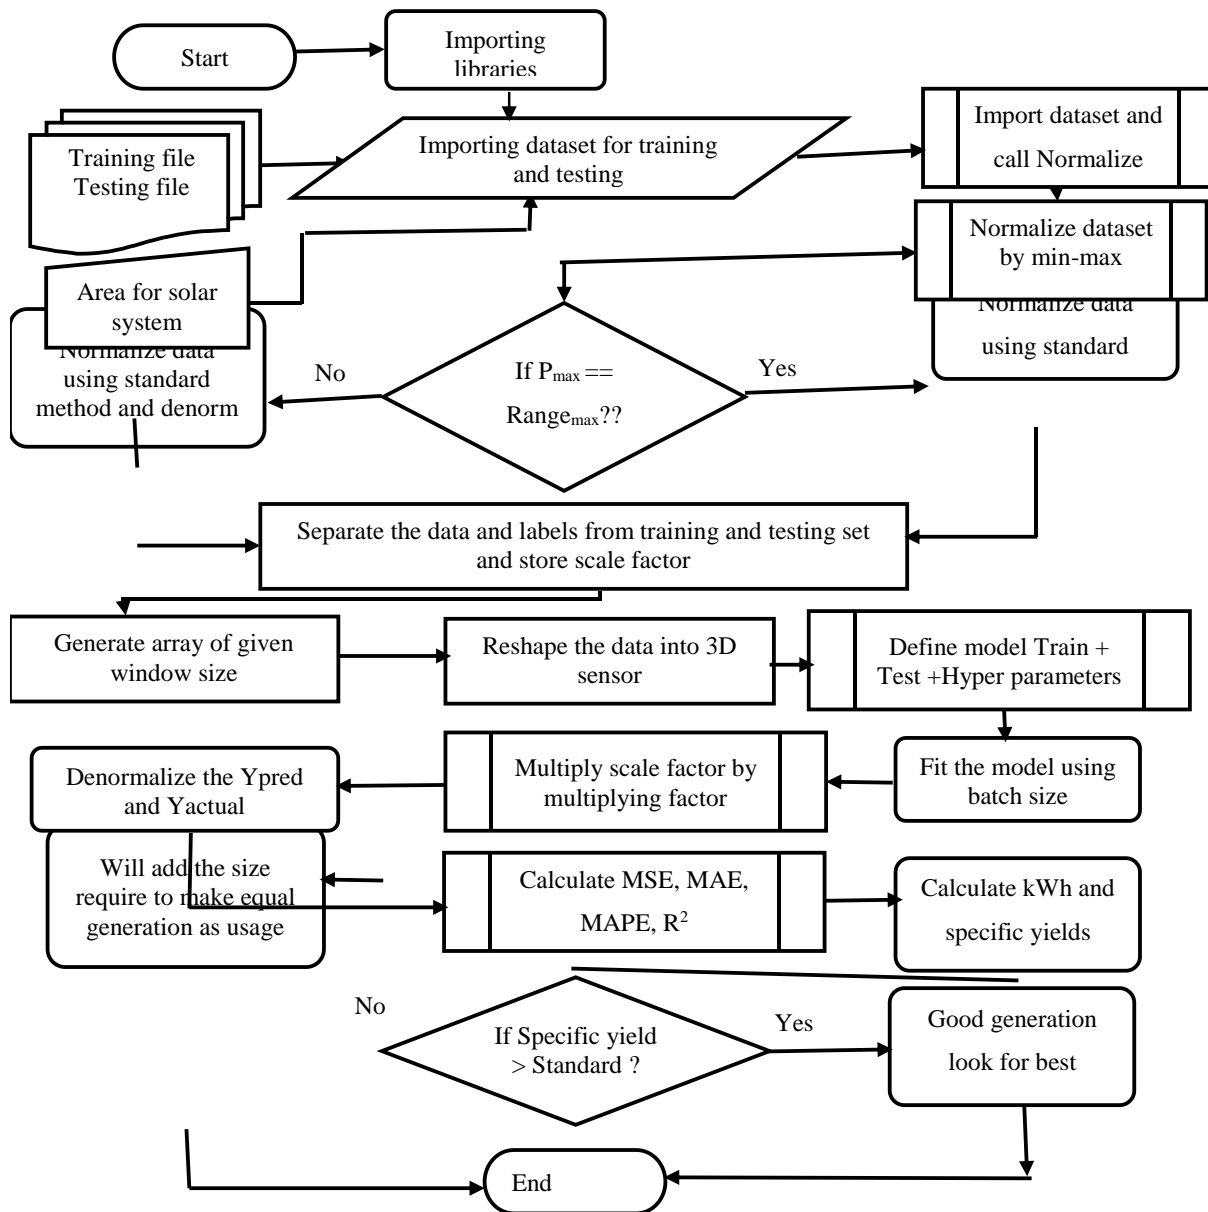 Start
Importing
libraries
Training file
Testing file
Importing dataset for training
and testing
Import dataset and
call Normalize
Normalize dataset
by min-max
Area for solar
system
Normalize data
using standard
method and denorm
No
If Pmax ==
Rangemax??
Yes
Normalize data
using standard
Separate the data and labels from training and testing set
and store scale factor
Generate array of given
window size
Reshape the data into 3D
sensor
Define model Train +
Test +Hyper parameters
Denormalize the Ypred
and Yactual
Multiply scale factor by
multiplying factor
Fit the model using
batch size
Will add the size
require to make equal
generation as usage
Calculate MSE, MAE,
MAPE, R²
Calculate kWh and
specific yields
No
If Specific yield
> Standard ?
Yes
Good generation
look for best
End